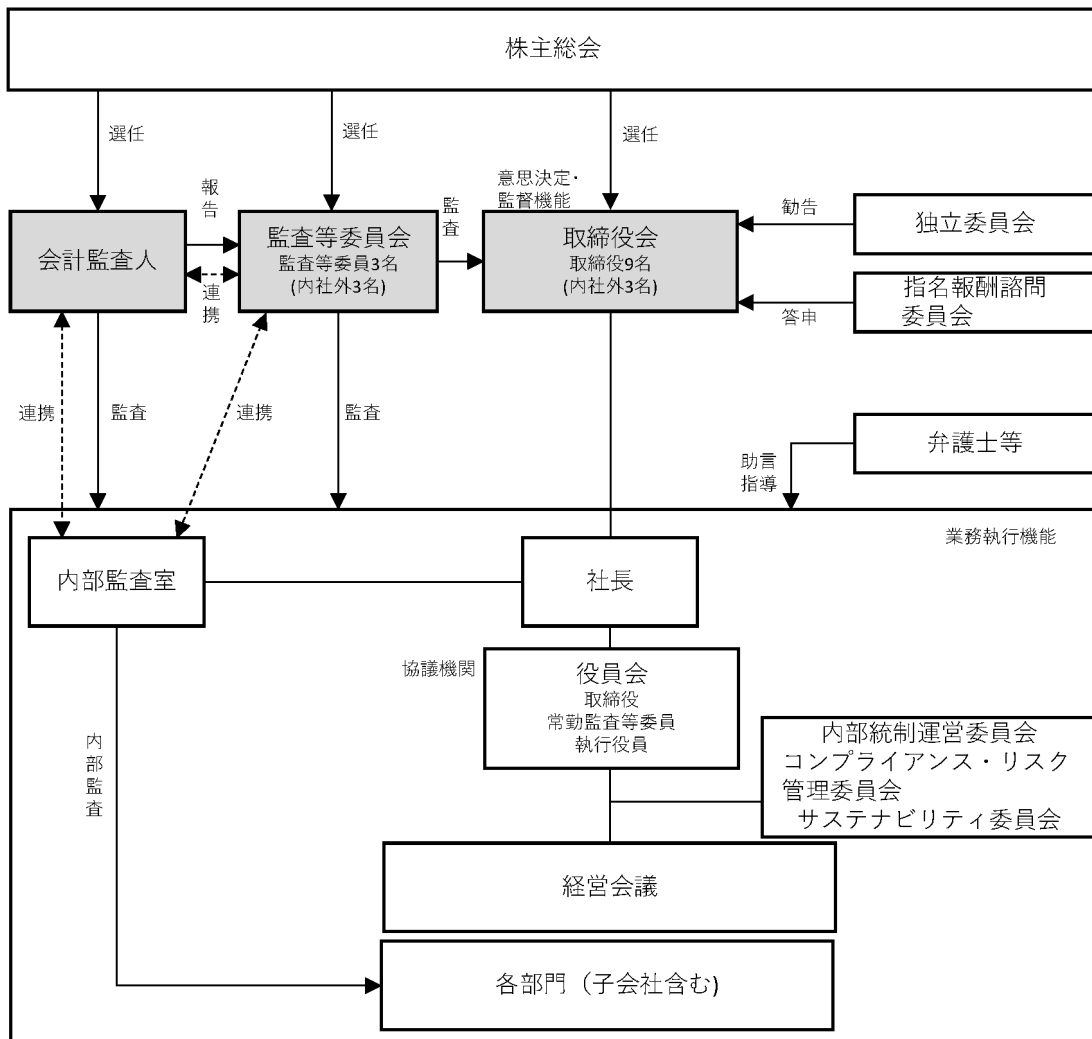 株主総会
選任
選任
選任
報告
監査
意思決定・
監督機能
会計監査人
連携
監査等委員会
監査等委員3名
(内社外3名)
取締役会
取締役9名
(内社外3名)
勧告
独立委員会
答申
指名報酬諮問
委員会
連携
監査
連携
監査
助言
指導
弁護士等
業務執行機能
内部監査室
社長
協議機関
役員会
取締役
常勤監査等委員
執行役員
内部監査
内部統制運営委員会
コンプライアンス・リスク
管理委員会
サステナビリティ委員会
経営会議
各部門（子会社含む)